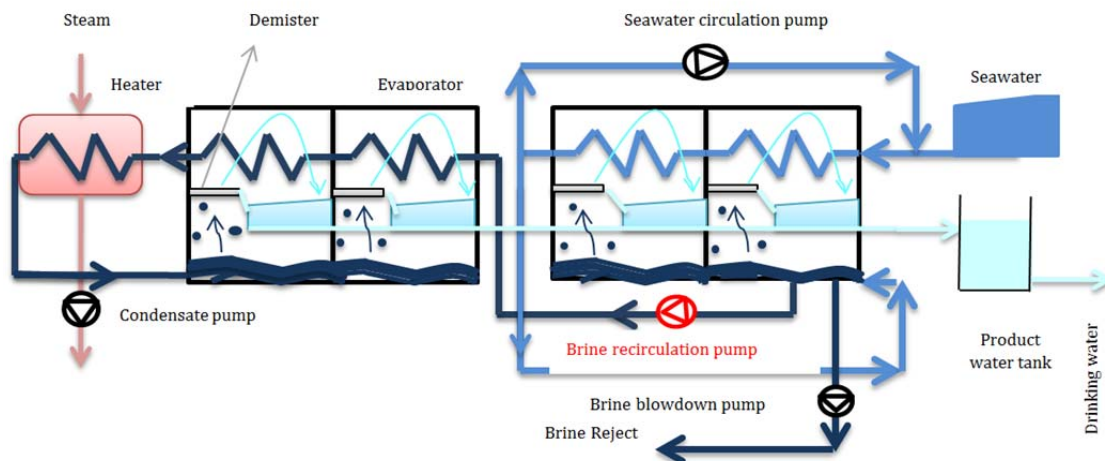 Steam
Demister
Seawater circulation pump
Heater
Evaporator
Seawater
Condensate pump
Brine recirculation pump
Product
water tank
Drinking water
Brine blowdown pump
Brine Reject